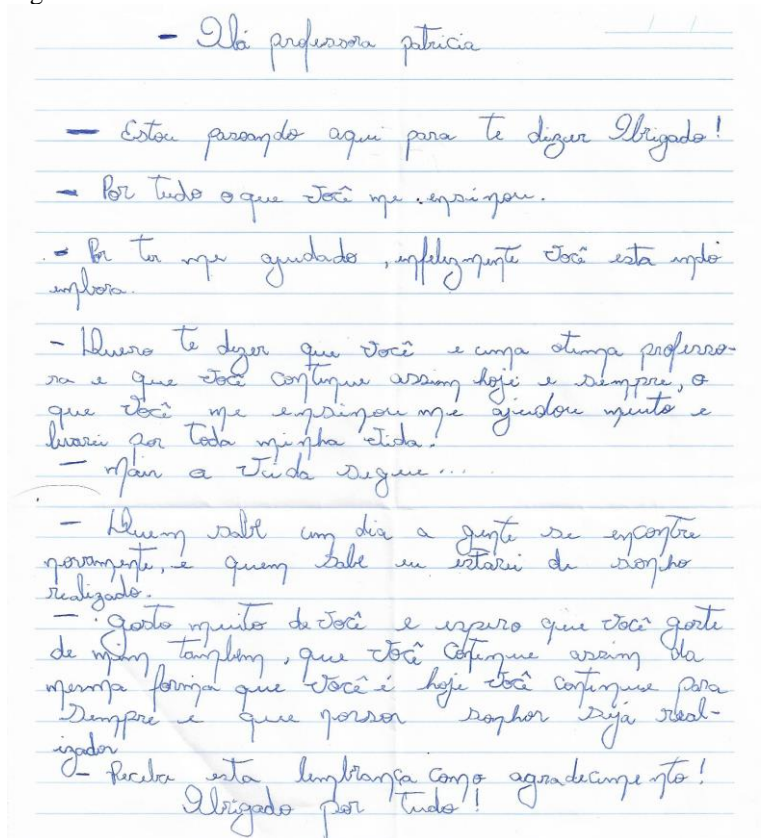 - Olá professora patricia
- Estou passando aqui para te dizer Obrigado!
- Por tudo o que você me ensinou.
- Por ter me ajudado, enfelizmente você esta indo
embora.
- Quero te dizer que você e uma otima professo-
ra e que você continue assim hoje e sempre, o
que você me ensinou me ajudou muito e
levarei por toda minha vida!
- Mais a vida segue....
- Quem sabe um dia a gente se encontre
novamente, e quem sabe eu estarei de sonho
realizado.
- gosto muito de você e espero que você goste
de mim também, que você continue assim da
mesma forma que você é hoje você continue para
sempre e que nossos sonhos seja real-
izados
- Receba esta lembrança como agradecimento!
Obrigado por tudo!